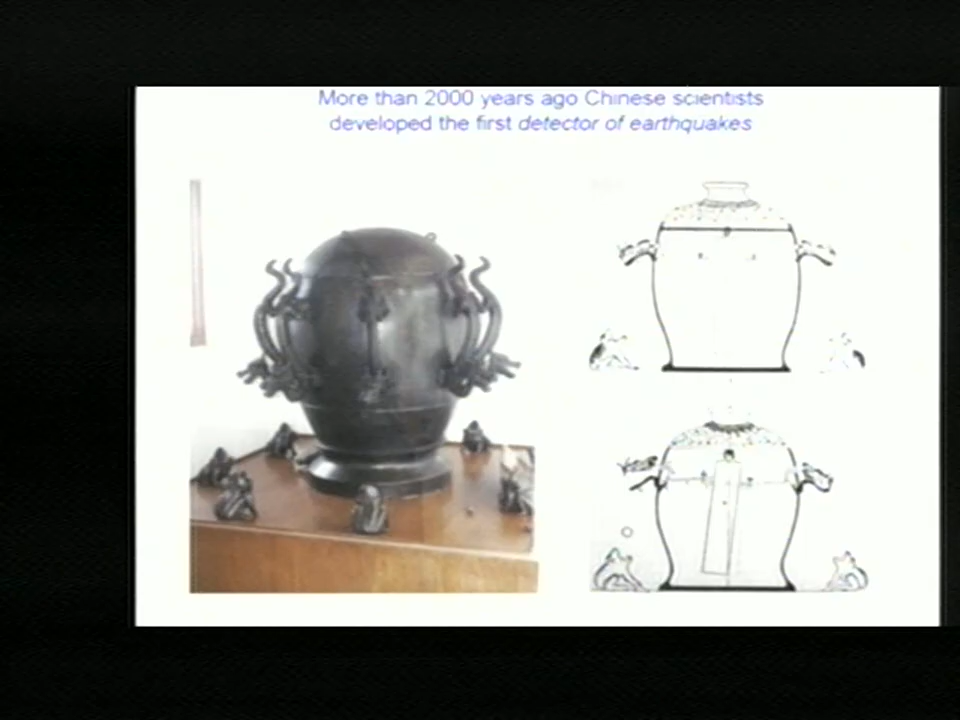 More than 2000 years ago Chinese scientists
developed the first detector of earthquakes